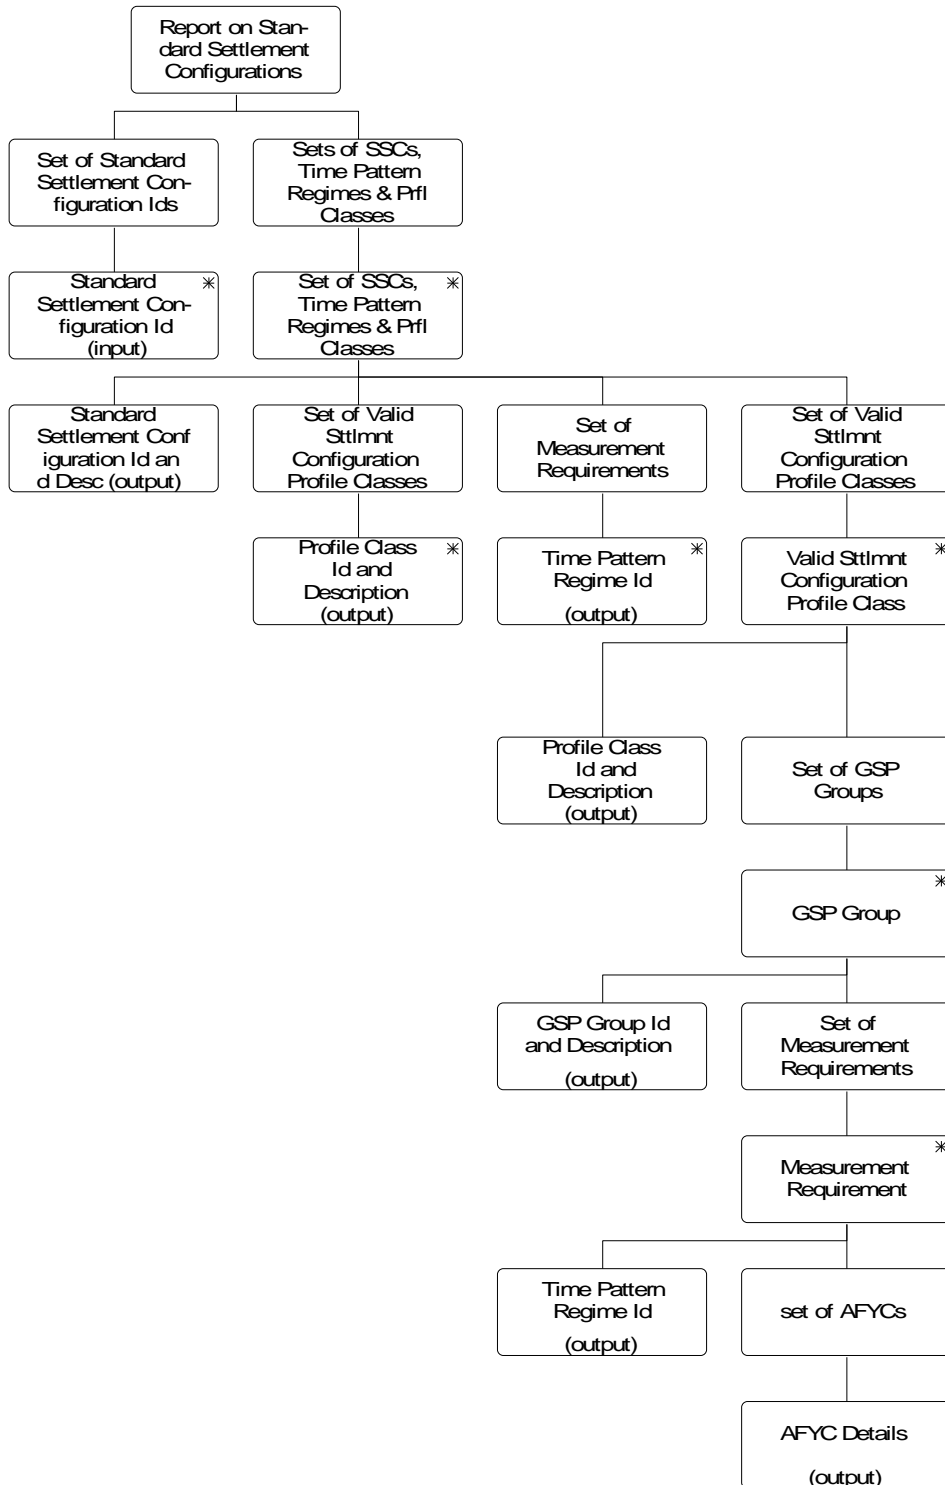 Report on Stan-
dard Settlement
Configurations
Set of Standard
Settlement Con-
figuration Ids
Sets of SSCs,
Time Pattern
Regimes & Prfl
Classes
Standard
Settlement Con-
figuration Id
(input)
*
Set of SSCs,
Time Pattern
Regimes & Prfl
Classes
*
Standard
Settlement Conf
iguration Id an
d Desc (output)
Set of Valid
Sttlmnt
Configuration
Profile Classes
Set of
Measurement
Requirements
Set of Valid
Sttlmnt
Configuration
Profile Classes
Profile Class
Id and
Description
(output)
*
Time Pattern
Regime Id
(output)
*
Valid Sttlmnt
Configuration
Profile Class
*
Profile Class
Id and
Description
(output)
Set of GSP
Groups
GSP Group
*
GSP Group Id
and Description
(output)
Set of
Measurement
Requirements
Measurement
Requirement
*
Time Pattern
Regime Id
(output)
set of AFYCs
AFYC Details
(output)